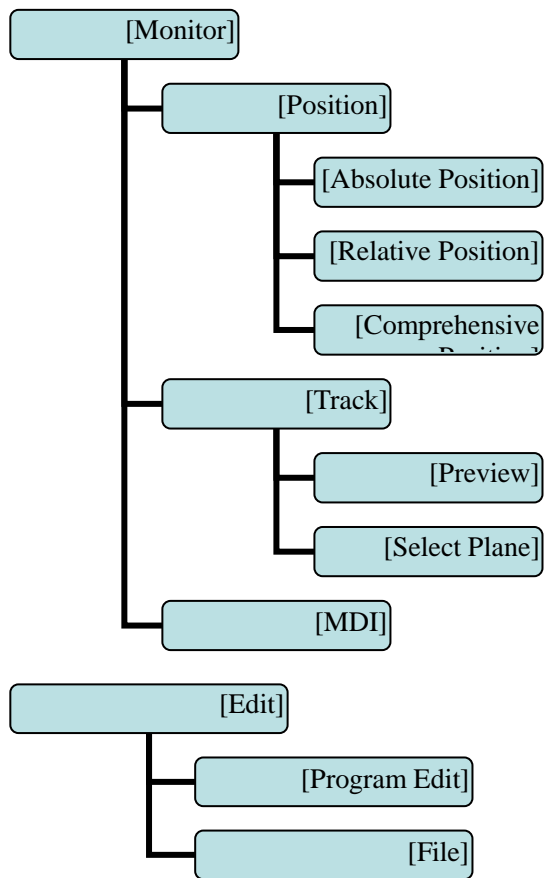 [Monitor]
[Position]
[Absolute Position]
[Relative Position]
[Comprehensive
[Track]
[Preview]
[Select Plane]
[MDI]
[Edit]
[Program Edit]
[File]